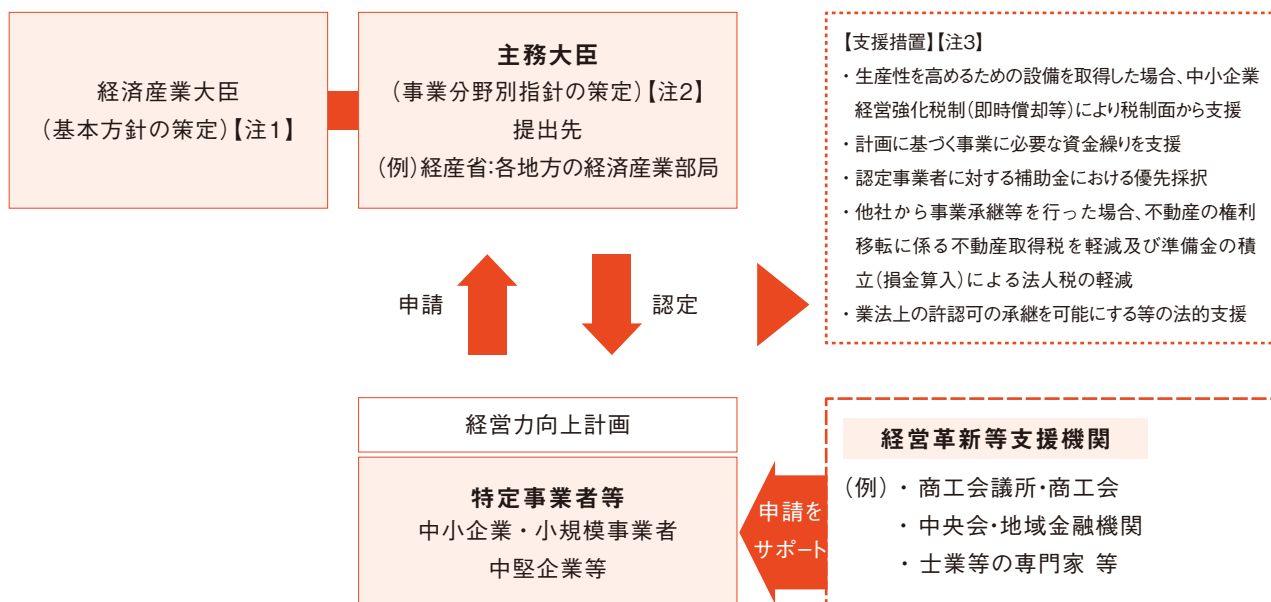 経済産業大臣
(基本方針の策定)【注1】
主務大臣
(事業分野別指針の策定)【注2】
提出先
(例)経産省:各地方の経済産業部局
【支援措置】【注3】
・生産性を高めるための設備を取得した場合、中小企業
経営強化税制(即時償却等)により税制面から支援
・計画に基づく事業に必要な資金繰りを支援
・認定事業者に対する補助金における優先採択
・他社から事業承継等を行った場合、不動産の権利
移転に係る不動産取得税を軽減及び準備金の積
立(損金算入)による法人税の軽減
・業法上の許認可の承継を可能にする等の法的支援
申請
認定
経営力向上計画
特定事業者等
中小企業・小規模事業者
中堅企業等
申請を
サポート
経営革新等支援機関
(例)・商工会議所・商工会
・中央会・地域金融機関
・士業等の専門家 等